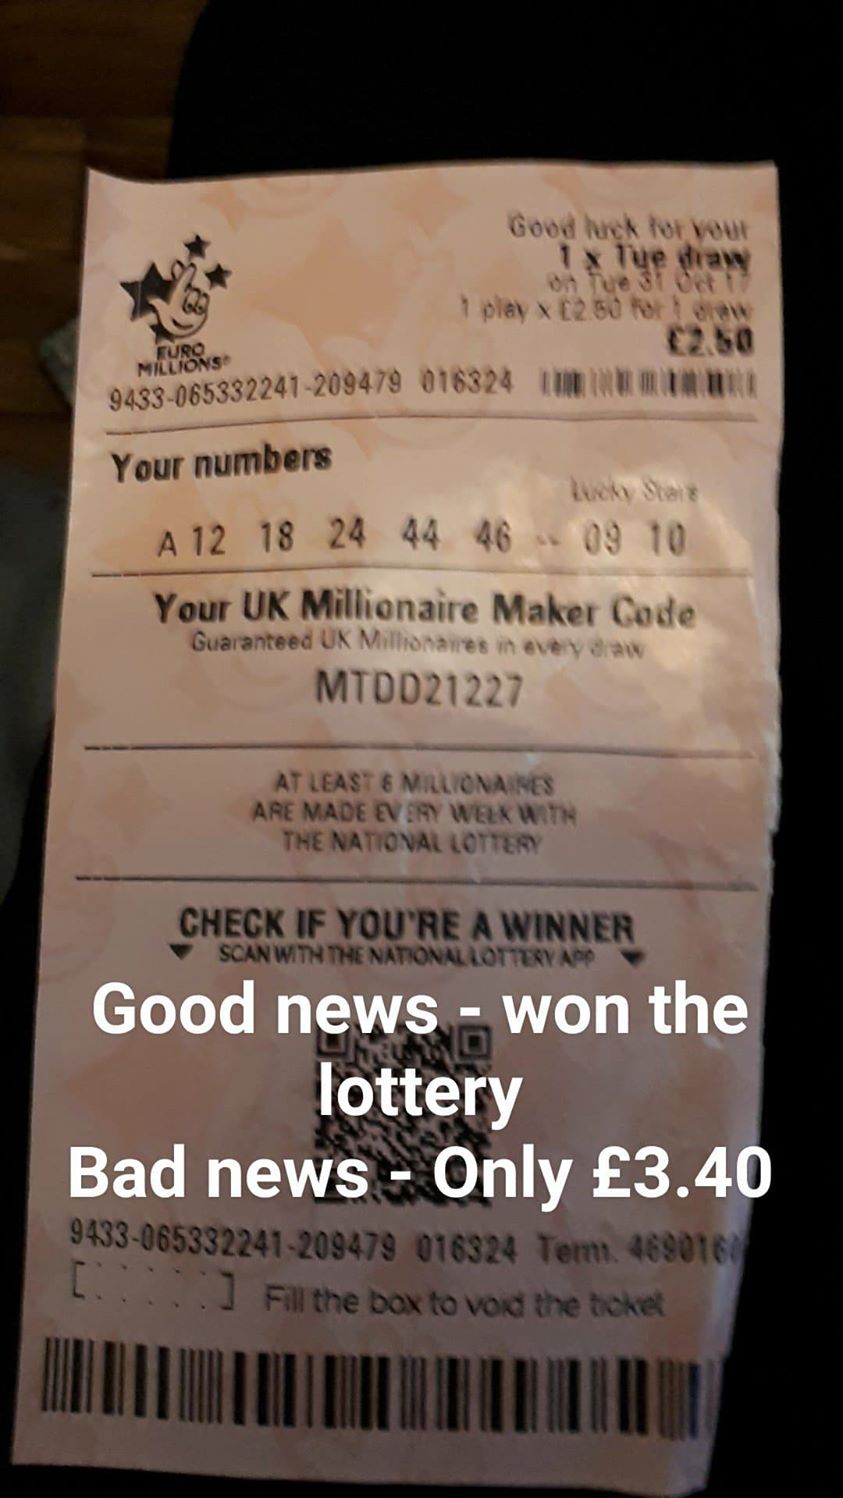 Good luck for your
1 x Tue draw
on Tue 31 Oct 17
1 play x £2.50 for 1 draw
£2.50
EURO
MILLIONS®
9433-065332241-209479 016324
Your numbers
Lucky Stars
A 12 18 24 44 46 -- 09 10
Your UK Millionaire Maker Code
Guaranteed UK Millionaires in every draw
MTDD21227
AT LEAST 6 MILLIONAIRES
ARE MADE EVERY WEEK WITH
THE NATIONAL LOTTERY
CHECK IF YOU'RE A WINNER
SCAN WITH THE NATIONAL LOTTERY APP
Good news - won the
lottery
Bad news - Only £3.40
9433-065332241-209479 016324 Term.
Fill the box to void the ticket